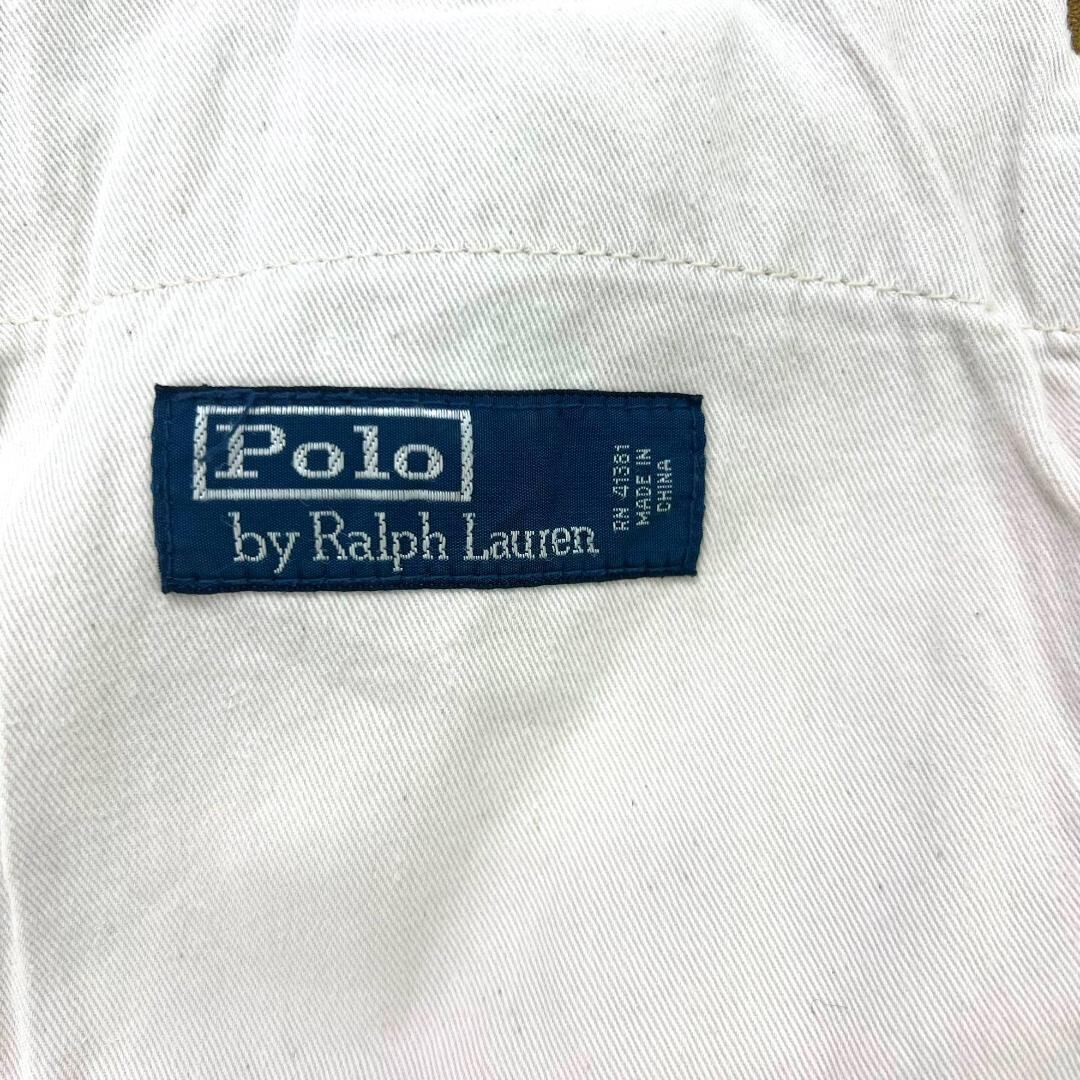 Polo
by Ralph Lauren
RN 41381
MADE IN
CHINA